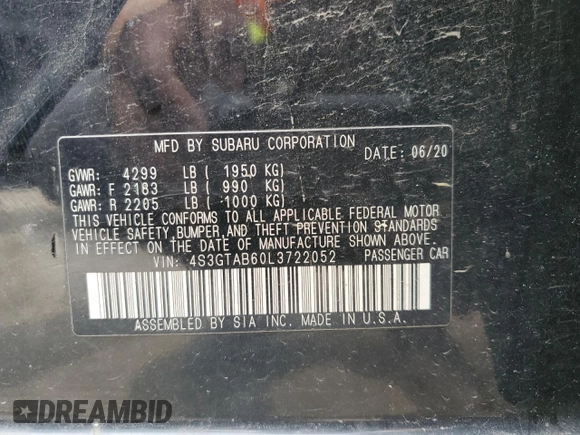 MFD BY SUBARU CORPORATION
DATE: 06/20
GVWR: 4299 LB ( 1950 KG)
GAWR: F 2183 LB ( 990 KG)
GAWR: R 2205 LB ( 1000 KG)
THIS VEHICLE CONFORMS TO ALL APPLICABLE FEDERAL MOTOR
VEHICLE SAFETY, BUMPER, AND THEFT PREVENTION STANDARDS
IN EFFECT ON THE DATE OF MANUFACTURE SHOWN ABOVE.
VIN: 4S3GTAB60L3722052 PASSENGER CAR
ASSEMBLED BY SIA INC. MADE IN U.S.A.
DREAMBID